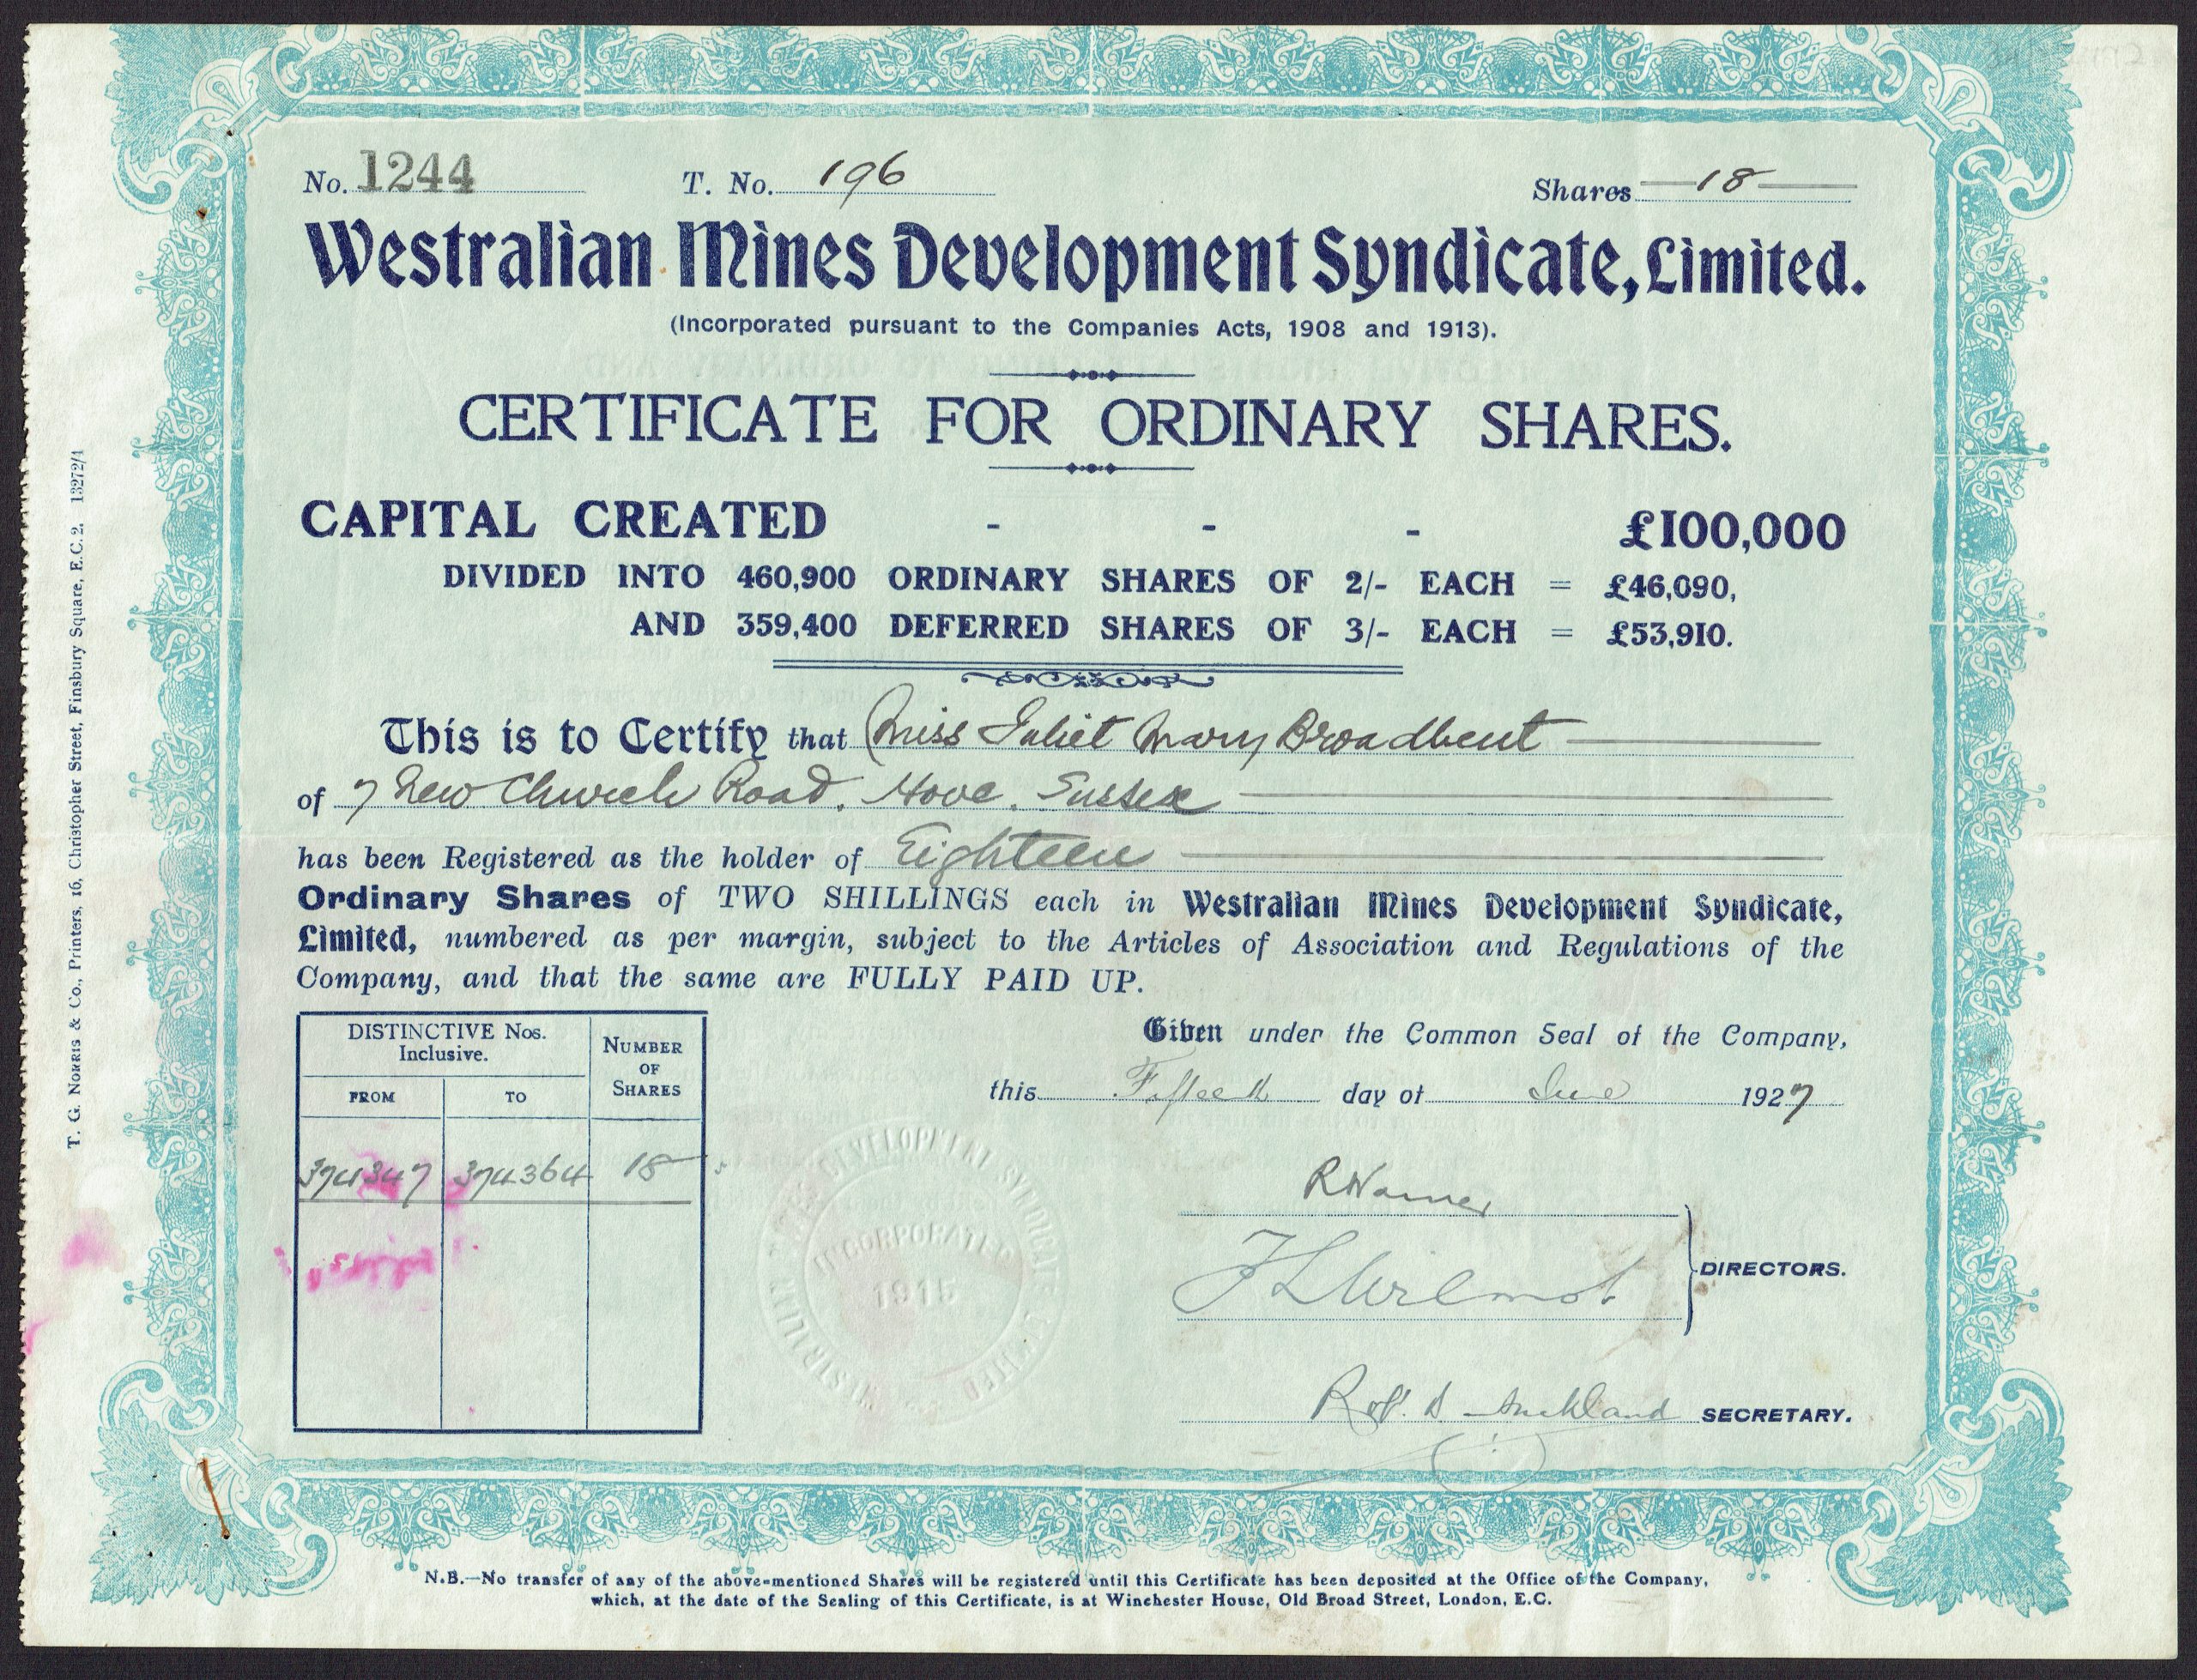 No. 1244 T. No. 196 Shares 18
Westralian Mines Development Syndicate, Limited.
(Incorporated pursuant to the Companies Acts, 1908 and 1913).
CERTIFICATE FOR ORDINARY SHARES.
CAPITAL CREATED - - - £100,000
DIVIDED INTO 460,900 ORDINARY SHARES OF 2/- EACH = £46,090,
AND 359,400 DEFERRED SHARES OF 3/- EACH = £53,910.
This is to Certify that Miss Juliet Mary Broadbent
of 7 New Church Road. Hove. Sussex
has been Registered as the holder of Eighteen
Ordinary Shares of TWO SHILLINGS each in Westralian Mines Development Syndicate,
Limited, numbered as per margin, subject to the Articles of Association and Regulations of the
Company, and that the same are FULLY PAID UP.
DISTINCTIVE Nos.
Inclusive.
NUMBER
OF
SHARES
FROM TO
374347 374364 18
Given under the Common Seal of the Company,
this Fifteenth day of June 1927
WESTRALIAN MINES DEVELOPMENT SYNDICATE LIMITED
INCORPORATED
1915
DIRECTORS.
Auckland SECRETARY.
N.B.—No transfer of any of the above-mentioned Shares will be registered until this Certificate has been deposited at the Office of the Company,
which, at the date of the Sealing of this Certificate, is at Winchester House, Old Broad Street, London, E.C.
T. G. NORRIS & Co., Printers, 16, Christopher Street, Finsbury Square, E.C. 2. 13272/1